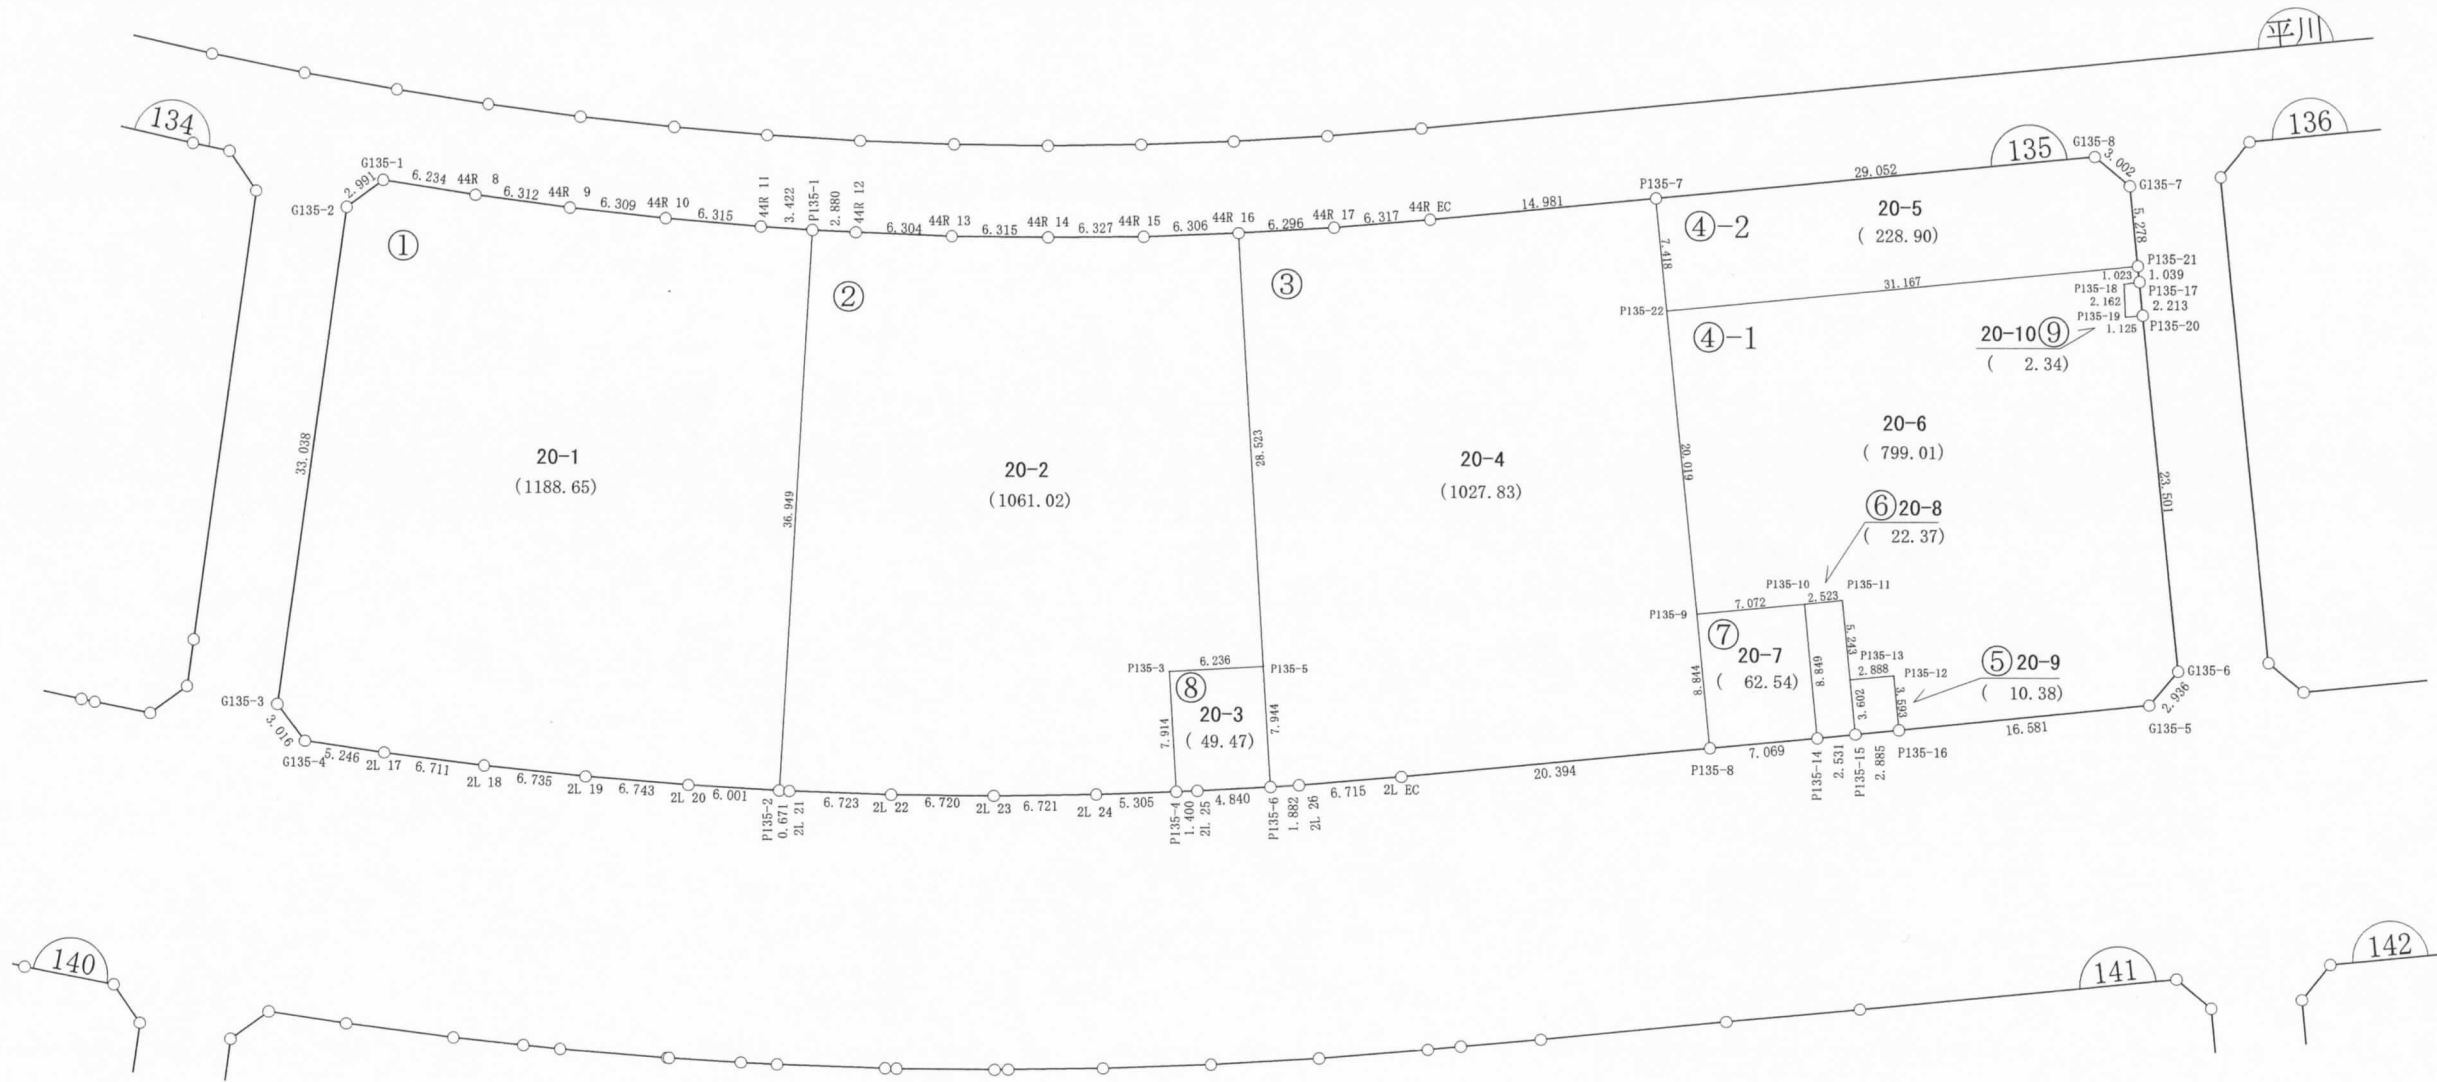 平川
134
135
136
G135-1
G135-2
2.991
6.234
44R 8
6.312
44R 9
6.309
44R 10
6.315
44R 11
3.422
P135-1
2.880
44R 12
6.304
44R 13
6.315
44R 14
6.327
44R 15
6.306
44R 16
6.296
44R 17
6.317
44R EC
14.981
P135-7
29.052
G135-8
3.002
G135-7
5.278
P135-21
1.039
P135-17
2.213
P135-20
1.023
P135-18
2.162
P135-19
1.125
①
②
③
④-2
20-5
( 228.90)
7.418
31.167
P135-22
④-1
20-10⑨
( 2.34)
33.038
20-1
(1188.65)
36.949
20-2
(1061.02)
28.523
20-4
(1027.83)
20.019
20-6
( 799.01)
23.501
⑥20-8
( 22.37)
P135-10
P135-11
P135-9
7.072
2.523
5.243
P135-13
2.888
P135-12
⑤20-9
( 10.38)
3.593
3.602
8.849
8.844
⑦
20-7
( 62.54)
P135-3
6.236
P135-5
⑧
20-3
( 49.47)
7.914
7.944
G135-6
2.936
G135-5
G135-3
3.016
G135-4
5.246
2L 17
6.711
2L 18
6.735
2L 19
6.743
2L 20
6.001
P135-2
0.671
2L 21
6.723
2L 22
6.720
2L 23
6.721
2L 24
5.305
P135-4
1.400
2L 25
4.840
P135-6
1.882
2L 26
6.715
2L EC
20.394
P135-8
7.069
P135-14
2.531
P135-15
2.885
P135-16
16.581
140
141
142